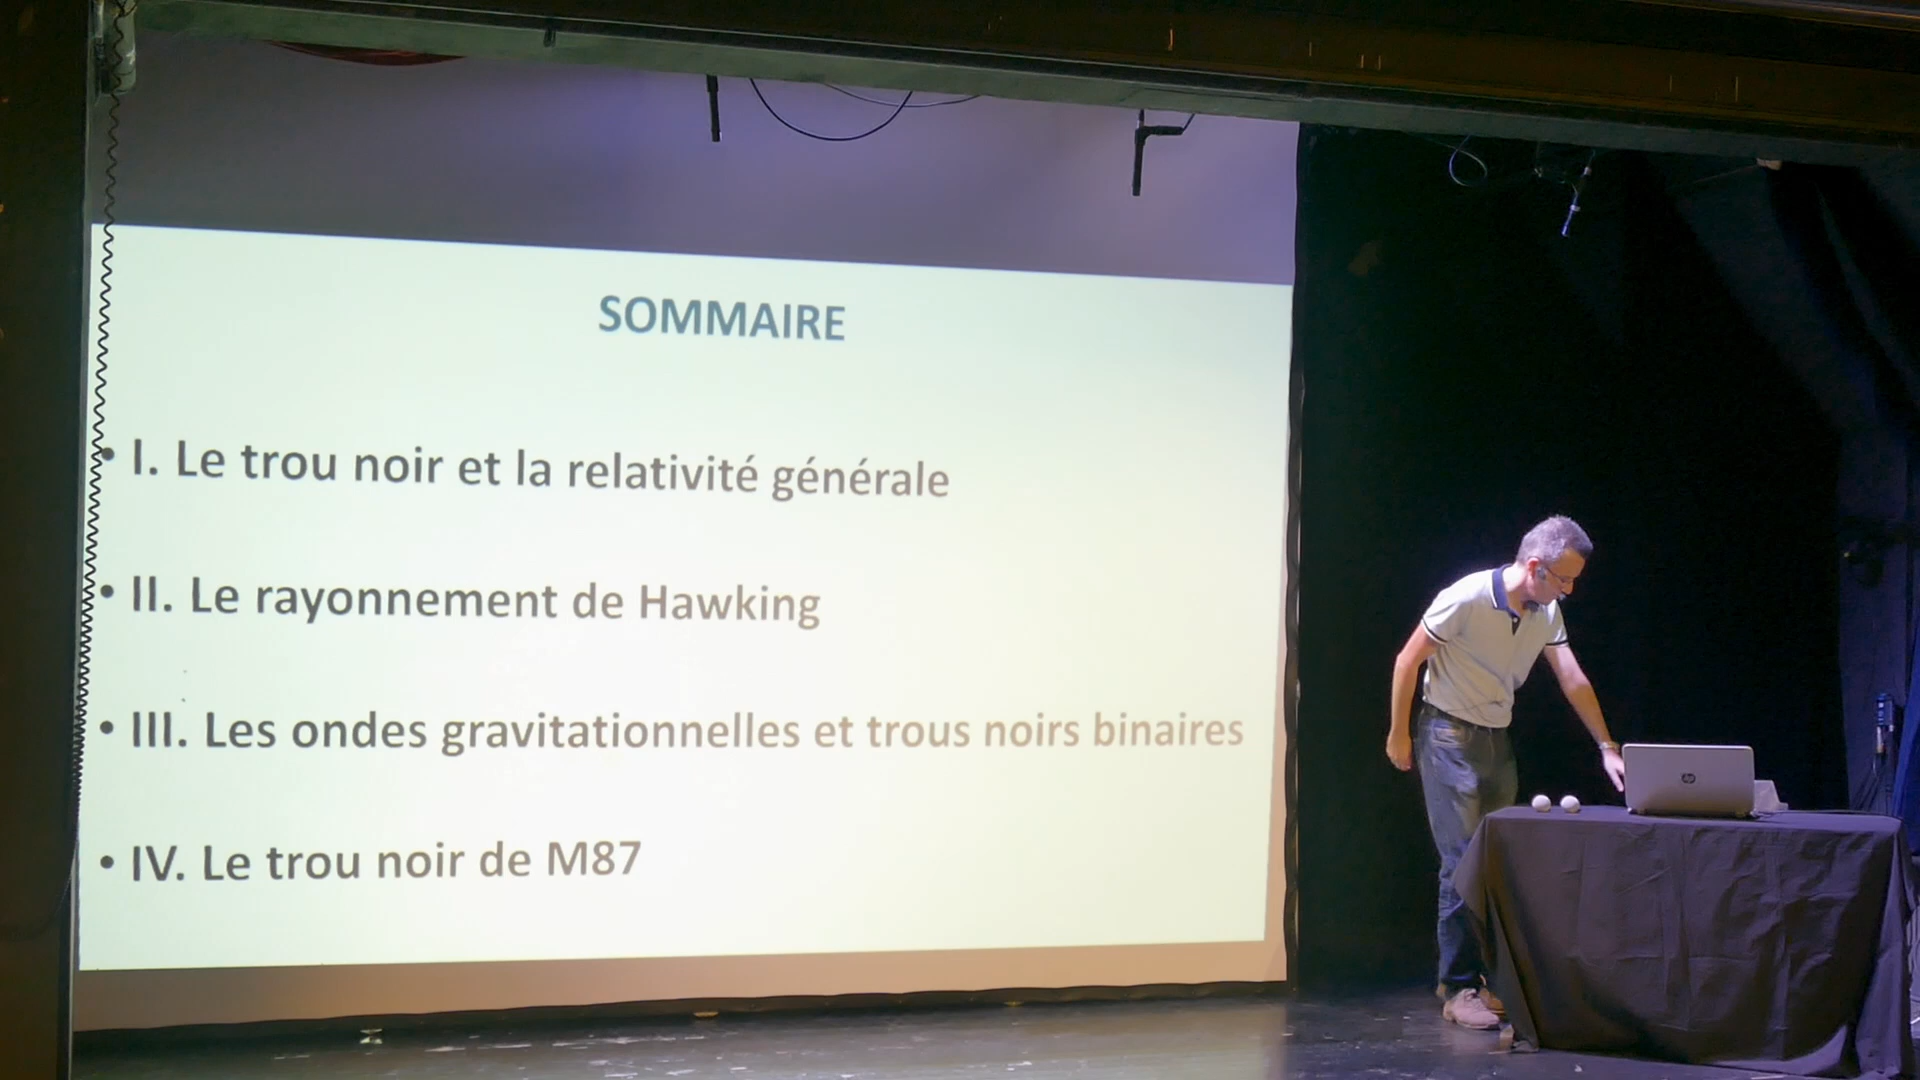 SOMMAIRE
• I. Le trou noir et la relativité générale
• II. Le rayonnement de Hawking
• III. Les ondes gravitationnelles et trous noirs binaires
• IV. Le trou noir de M87
hp